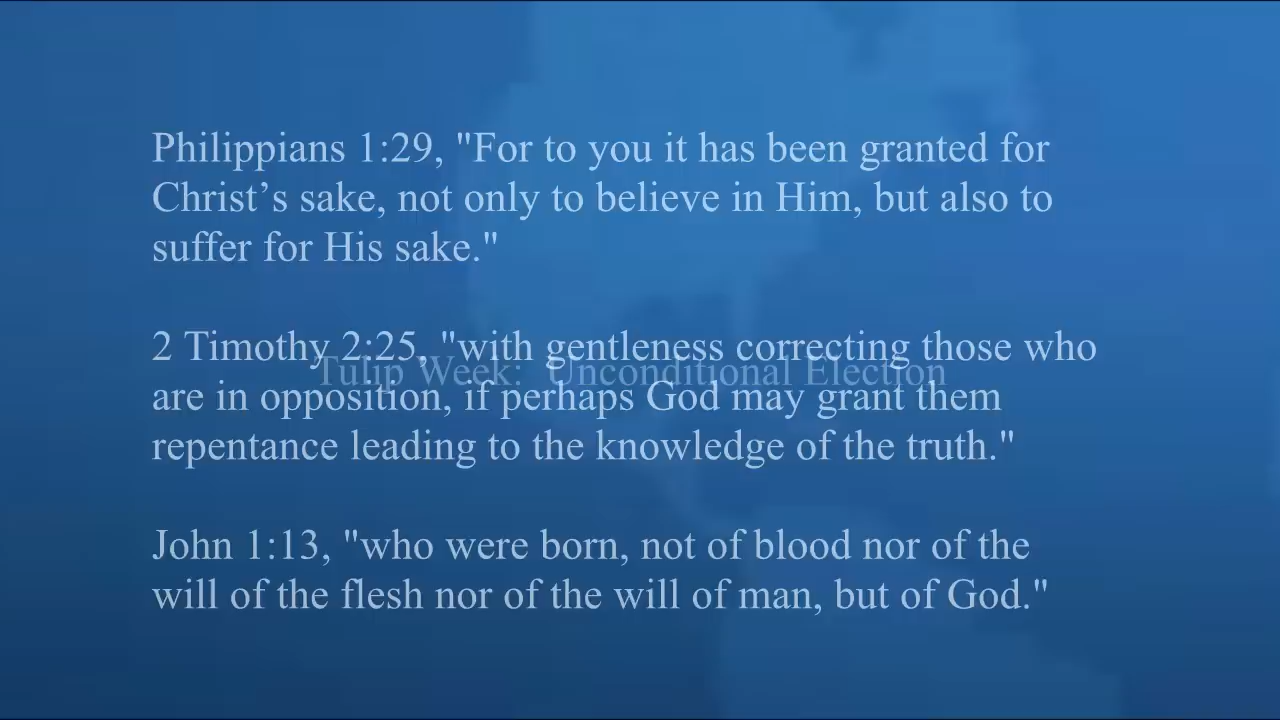 Philippians 1:29, "For to you it has been granted for
Christ’s sake, not only to believe in Him, but also to
suffer for His sake."
2 Timothy 2:25, "with gentleness correcting those who
Tulip Week: Unconditional Election
are in opposition, if perhaps God may grant them
repentance leading to the knowledge of the truth."
John 1:13, "who were born, not of blood nor of the
will of the flesh nor of the will of man, but of God."